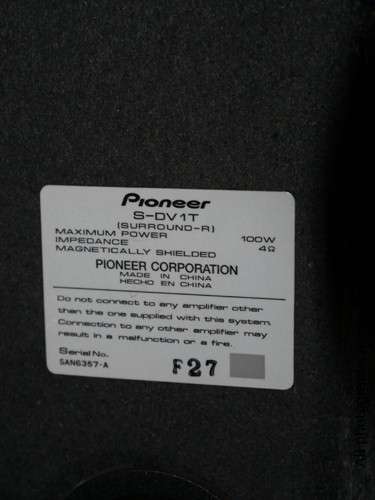 Pioneer
S-DV1T
(SURROUND-R)
MAXIMUM POWER 100W
IMPEDANCE 4Ω
MAGNETICALLY SHIELDED
PIONEER CORPORATION
MADE IN CHINA
HECHO EN CHINA
Do not connect to any amplifier other
than the one supplied with this system.
Connection to any other amplifier may
result in a malfunction or a fire.
Serial No.
SAN6357-A F27